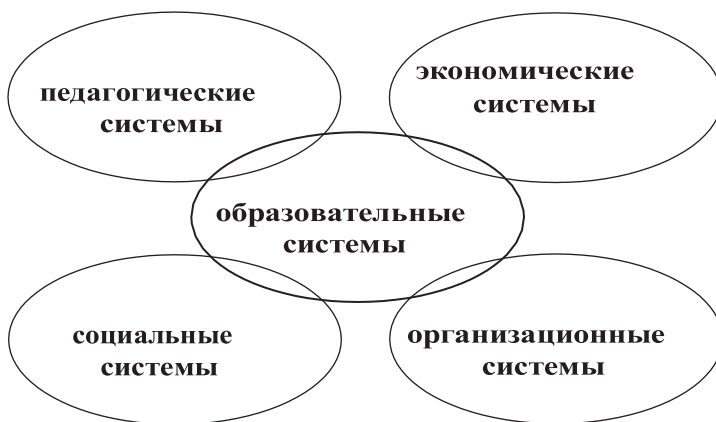 педагогические
системы
экономические
системы
образовательные
системы
социальные
системы
организационные
системы